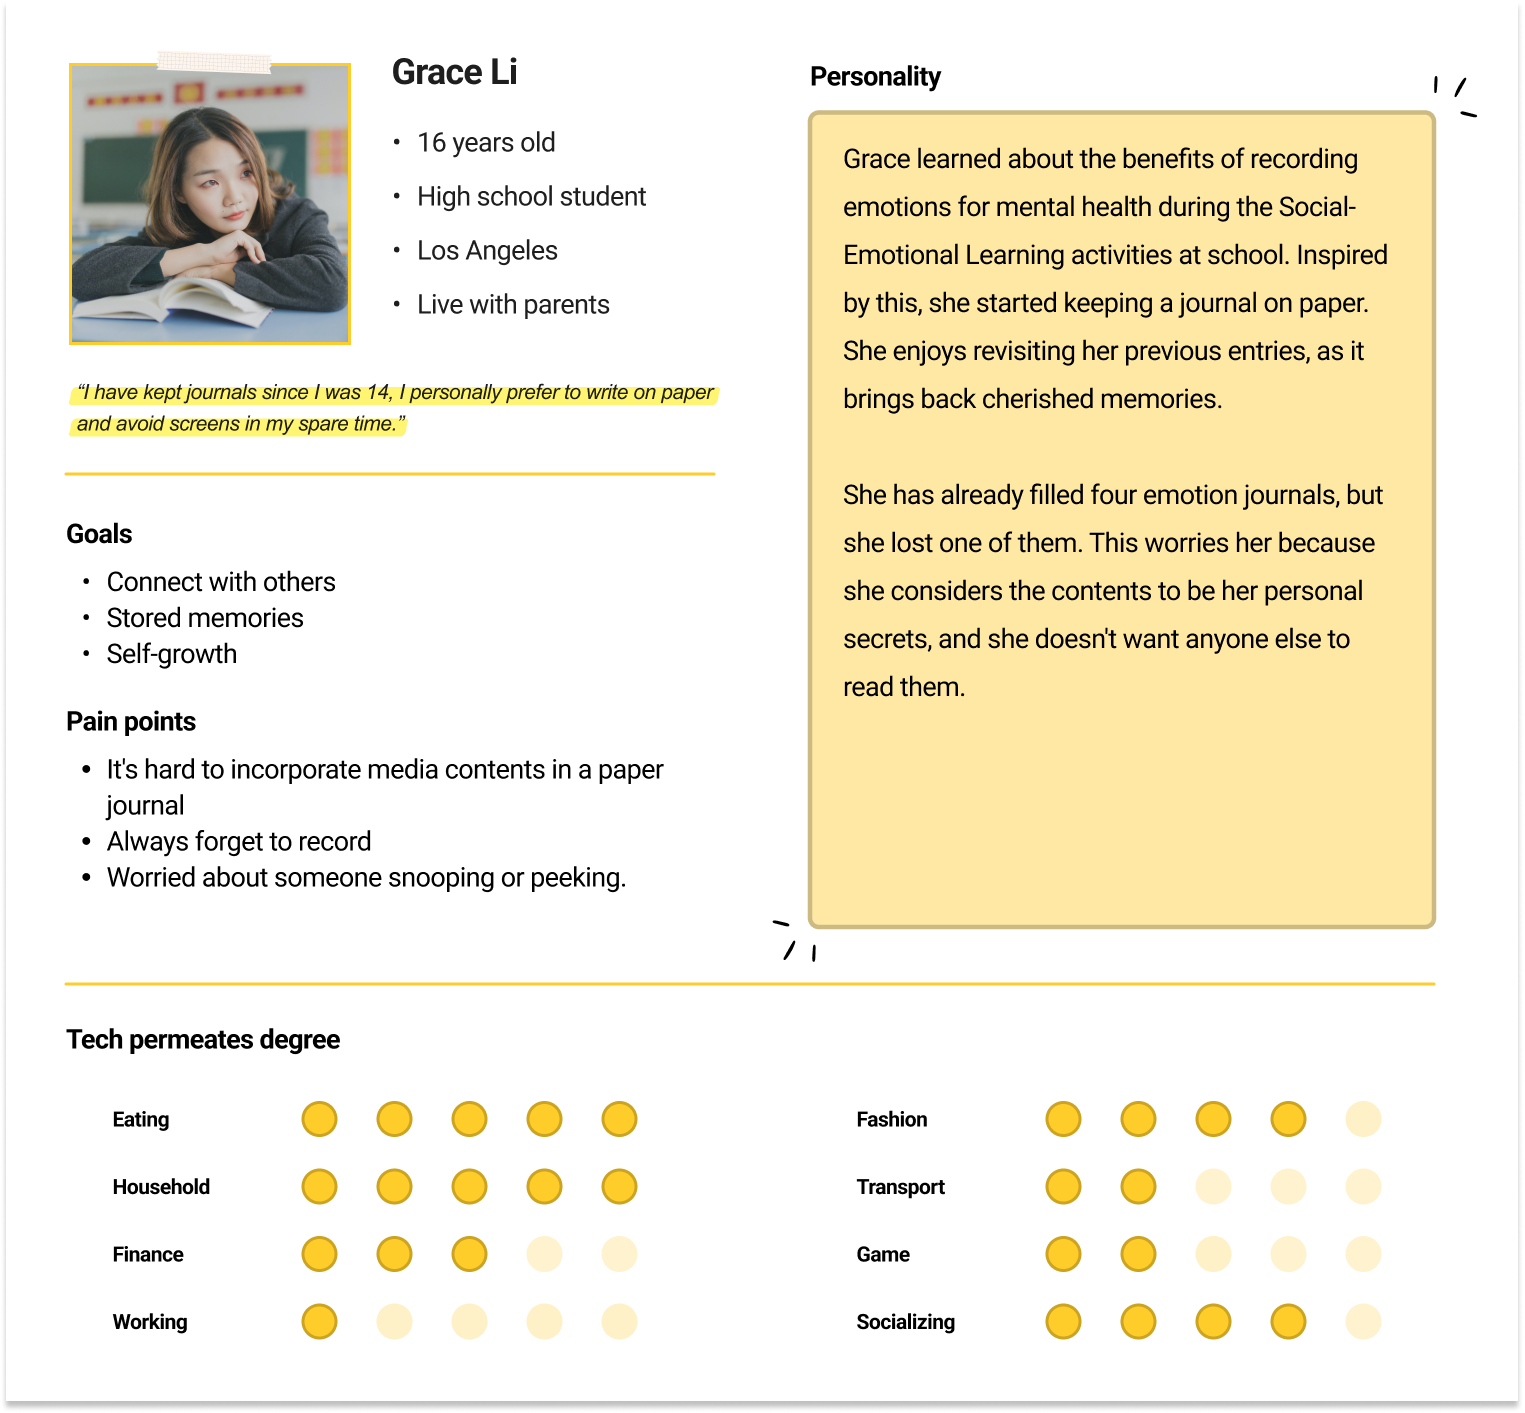 Grace Li
• 16 years old
• High school student
• Los Angeles
• Live with parents
“I have kept journals since I was 14, I personally prefer to write on paper
and avoid screens in my spare time.”
Goals
• Connect with others
• Stored memories
• Self-growth
Pain points
• It's hard to incorporate media contents in a paper
journal
• Always forget to record
• Worried about someone snooping or peeking.
Personality
Grace learned about the benefits of recording
emotions for mental health during the Social-
Emotional Learning activities at school. Inspired
by this, she started keeping a journal on paper.
She enjoys revisiting her previous entries, as it
brings back cherished memories.
She has already filled four emotion journals, but
she lost one of them. This worries her because
she considers the contents to be her personal
secrets, and she doesn't want anyone else to
read them.
Tech permeates degree
Eating
Household
Finance
Working
Fashion
Transport
Game
Socializing